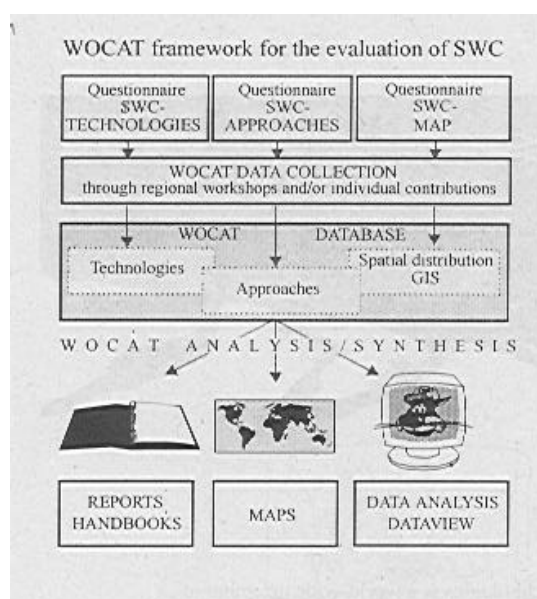 WOCAT framework for the evaluation of SWC
Questionnaire
SWC-
TECHNOLOGIES
Questionnaire
SWC-
APPROACHES
Questionnaire
SWC-
MAP
WOCAT DATA COLLECTION
through regional workshops and/or individual contributions
WOCAT DATABASE
Technologies
Approaches
Spatial distribution
GIS
WOCAT ANALYSIS/SYNTHESIS
REPORTS
HANDBOOKS
MAPS
DATA ANALYSIS
DATAVIEW